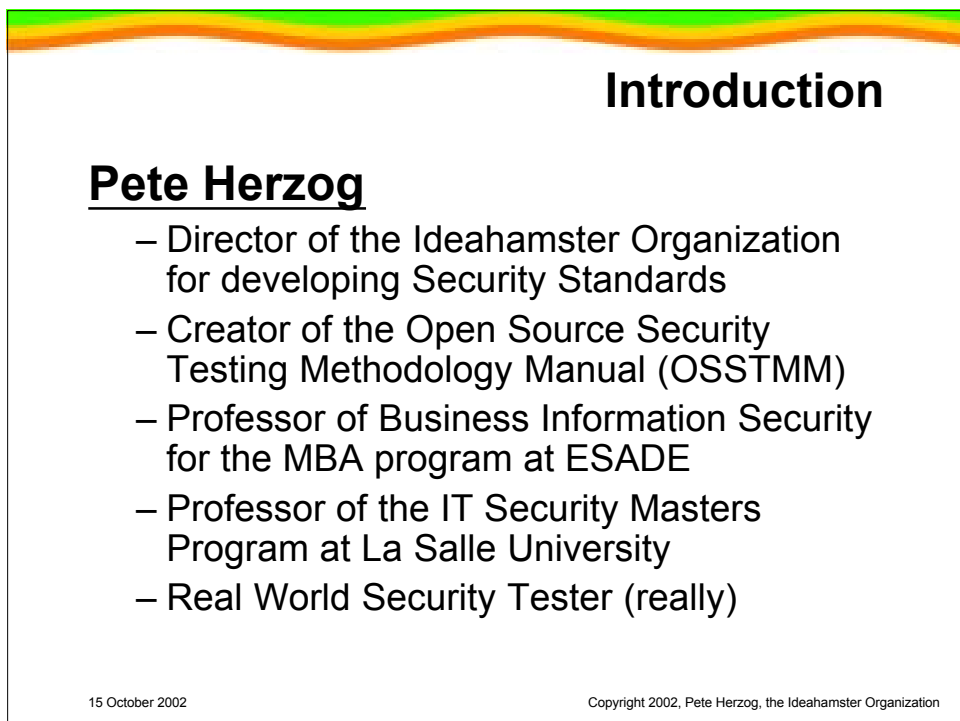 Introduction
Pete Herzog
– Director of the Ideahamster Organization
for developing Security Standards
– Creator of the Open Source Security
Testing Methodology Manual (OSSTMM)
– Professor of Business Information Security
for the MBA program at ESADE
– Professor of the IT Security Masters
Program at La Salle University
– Real World Security Tester (really)
15 October 2002
Copyright 2002, Pete Herzog, the Ideahamster Organization